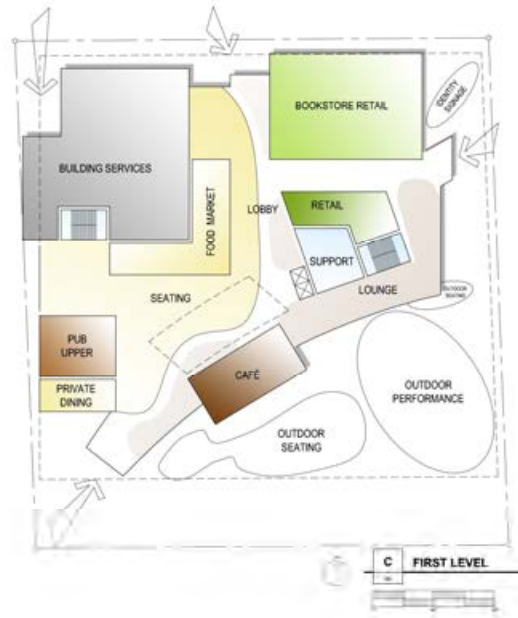 IDENTITY
SIGNAGE
BOOKSTORE RETAIL
BUILDING SERVICES
FOOD MARKET
LOBBY
RETAIL
SUPPORT
LOUNGE
SEATING
OUTDOOR
SEATING
PUB
UPPER
CAFÉ
PRIVATE
DINING
OUTDOOR
PERFORMANCE
OUTDOOR
SEATING
C
FIRST LEVEL